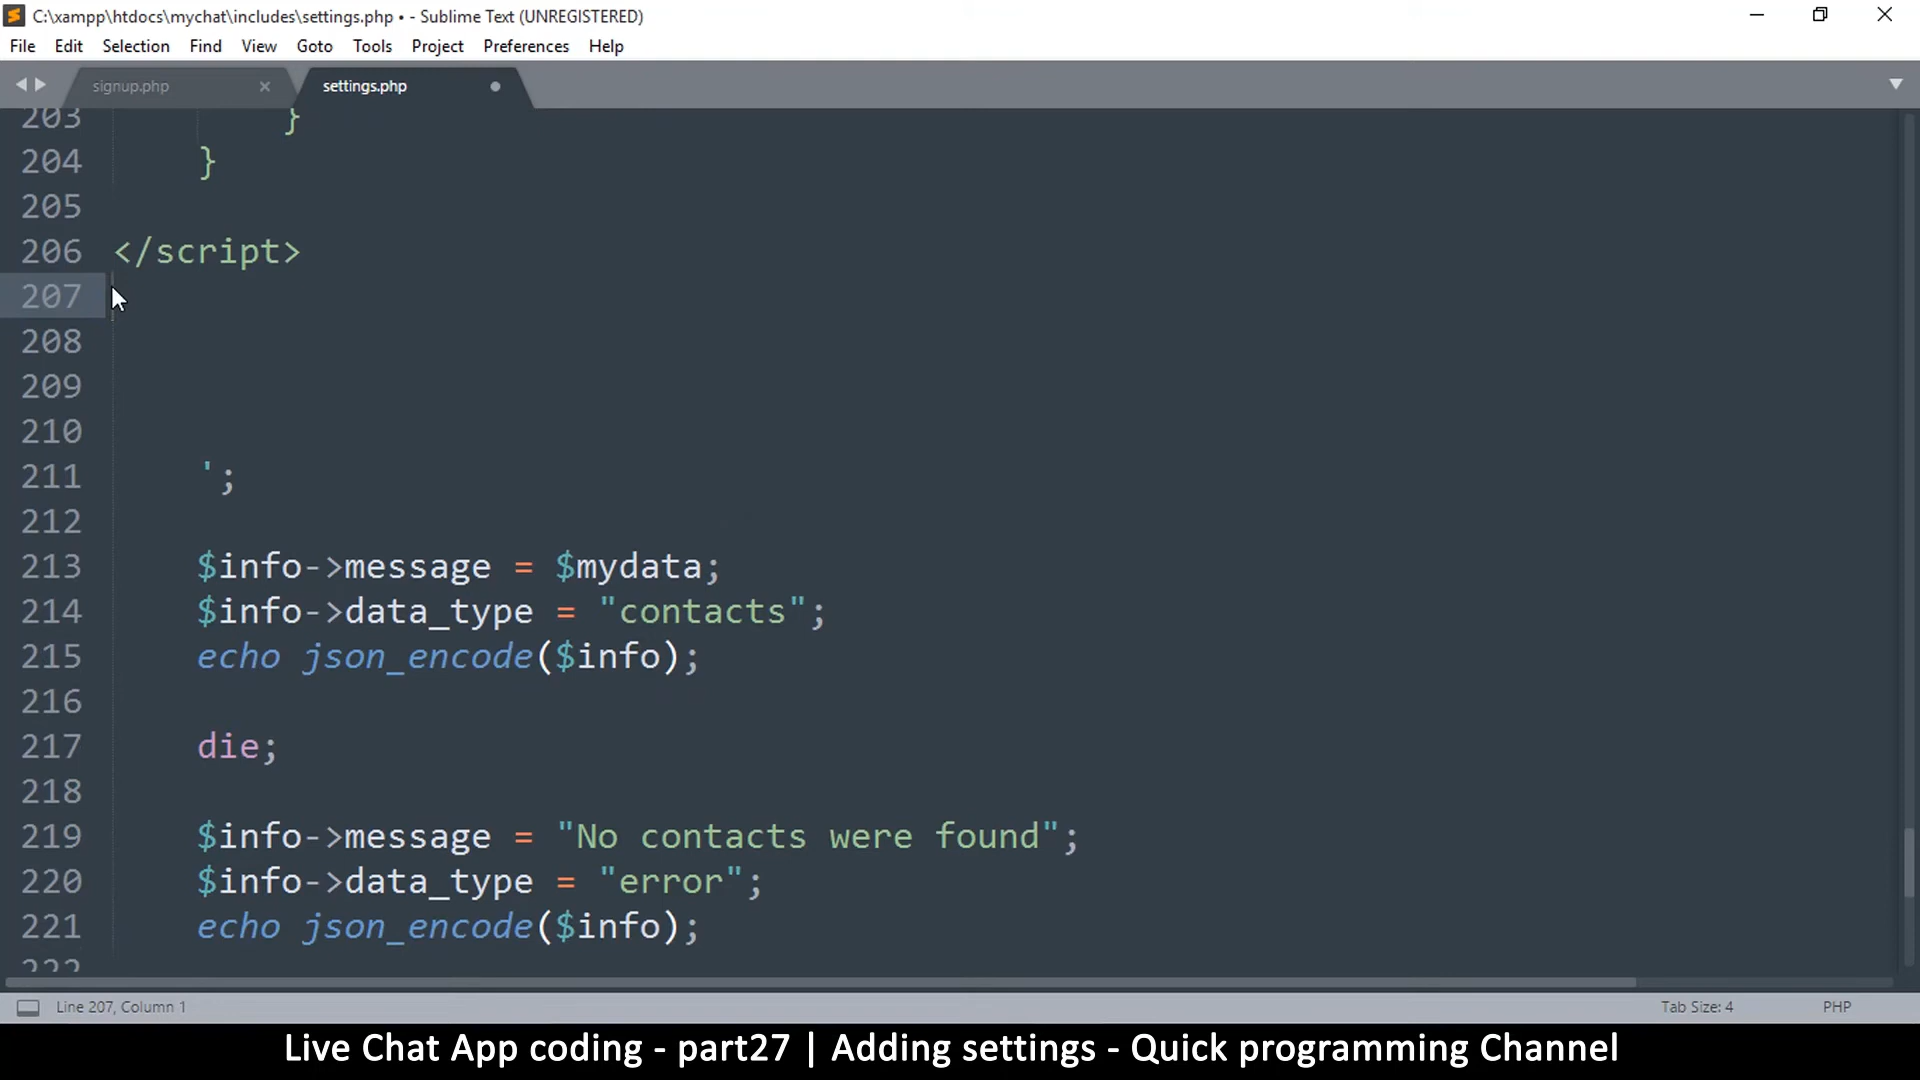 C:\xampp\htdocs\mychat\includes\settings.php • - Sublime Text (UNREGISTERED)
File Edit Selection Find View Goto Tools Project Preferences Help
signup.php settings.php
203 }
204 }
205
206 </script>
207
208
209
210
211 ';
212
213 $info->message = $mydata;
214 $info->data_type = "contacts";
215 echo json_encode($info);
216
217 die;
218
219 $info->message = "No contacts were found";
220 $info->data_type = "error";
221 echo json_encode($info);
222
Line 207, Column 1 Tab Size: 4 PHP
Live Chat App coding - part27 | Adding settings - Quick programming Channel